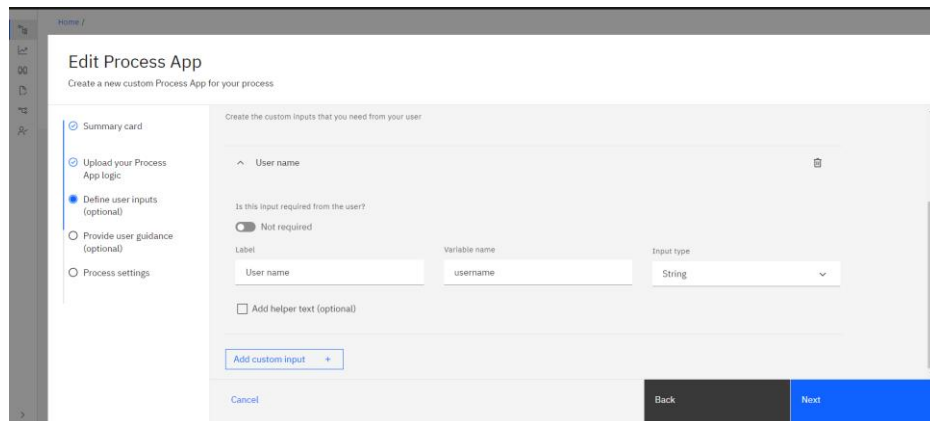 Home /
Edit Process App
Create a new custom Process App for your process
Summary card
Upload your Process
App logic
Define user inputs
(optional)
Provide user guidance
(optional)
Process settings
Create the custom inputs that you need from your user
User name
Is this input required from the user?
Not required
Label
Variable name
Input type
User name
username
String
Add helper text (optional)
Add custom input +
Cancel
Back
Next